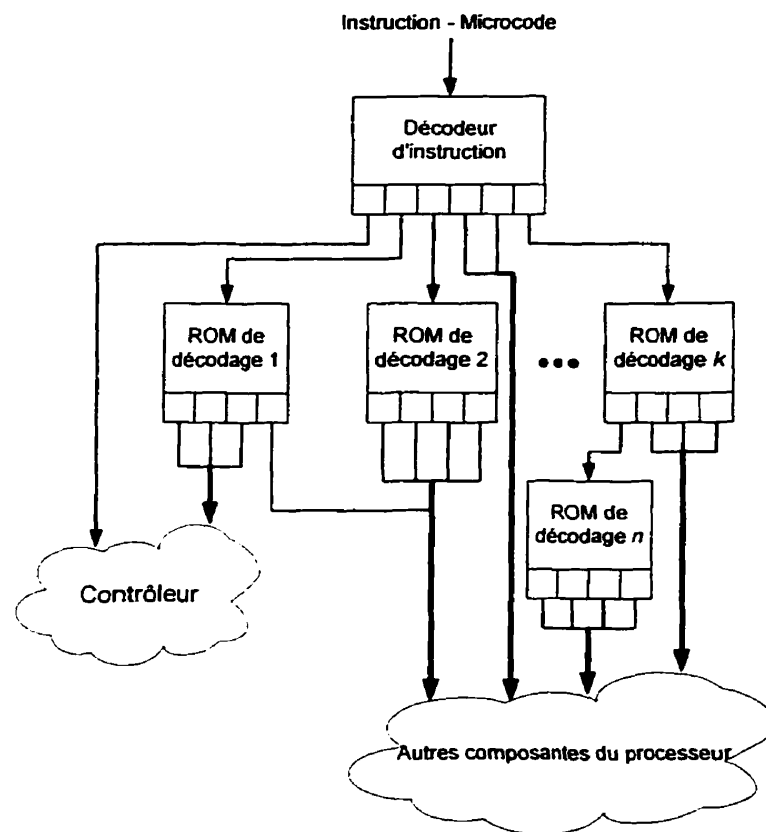 Instruction - Microcode
Décodeur
d'instruction
ROM de
décodage 1
ROM de
décodage 2
•••
ROM de
décodage k
ROM de
décodage n
Contrôleur
Autres composantes du processeur